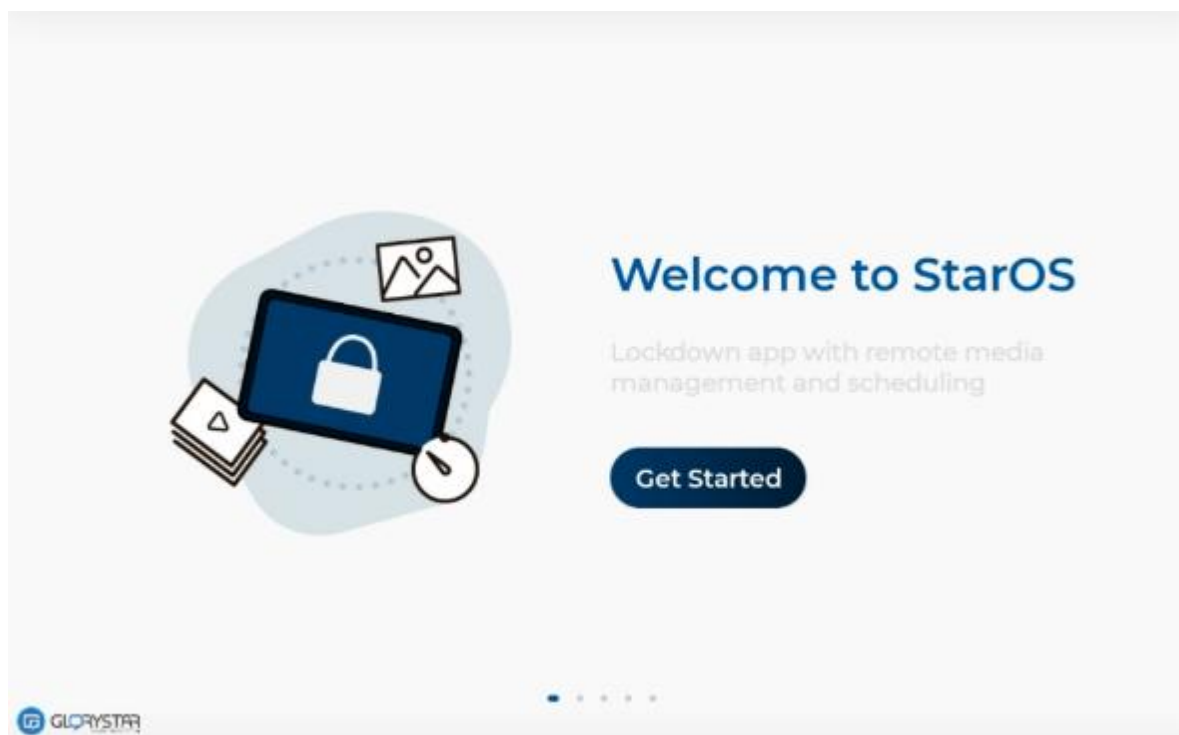 Welcome to StarOS
Lockdown app with remote media
management and scheduling
Get Started
GLORYSTAR